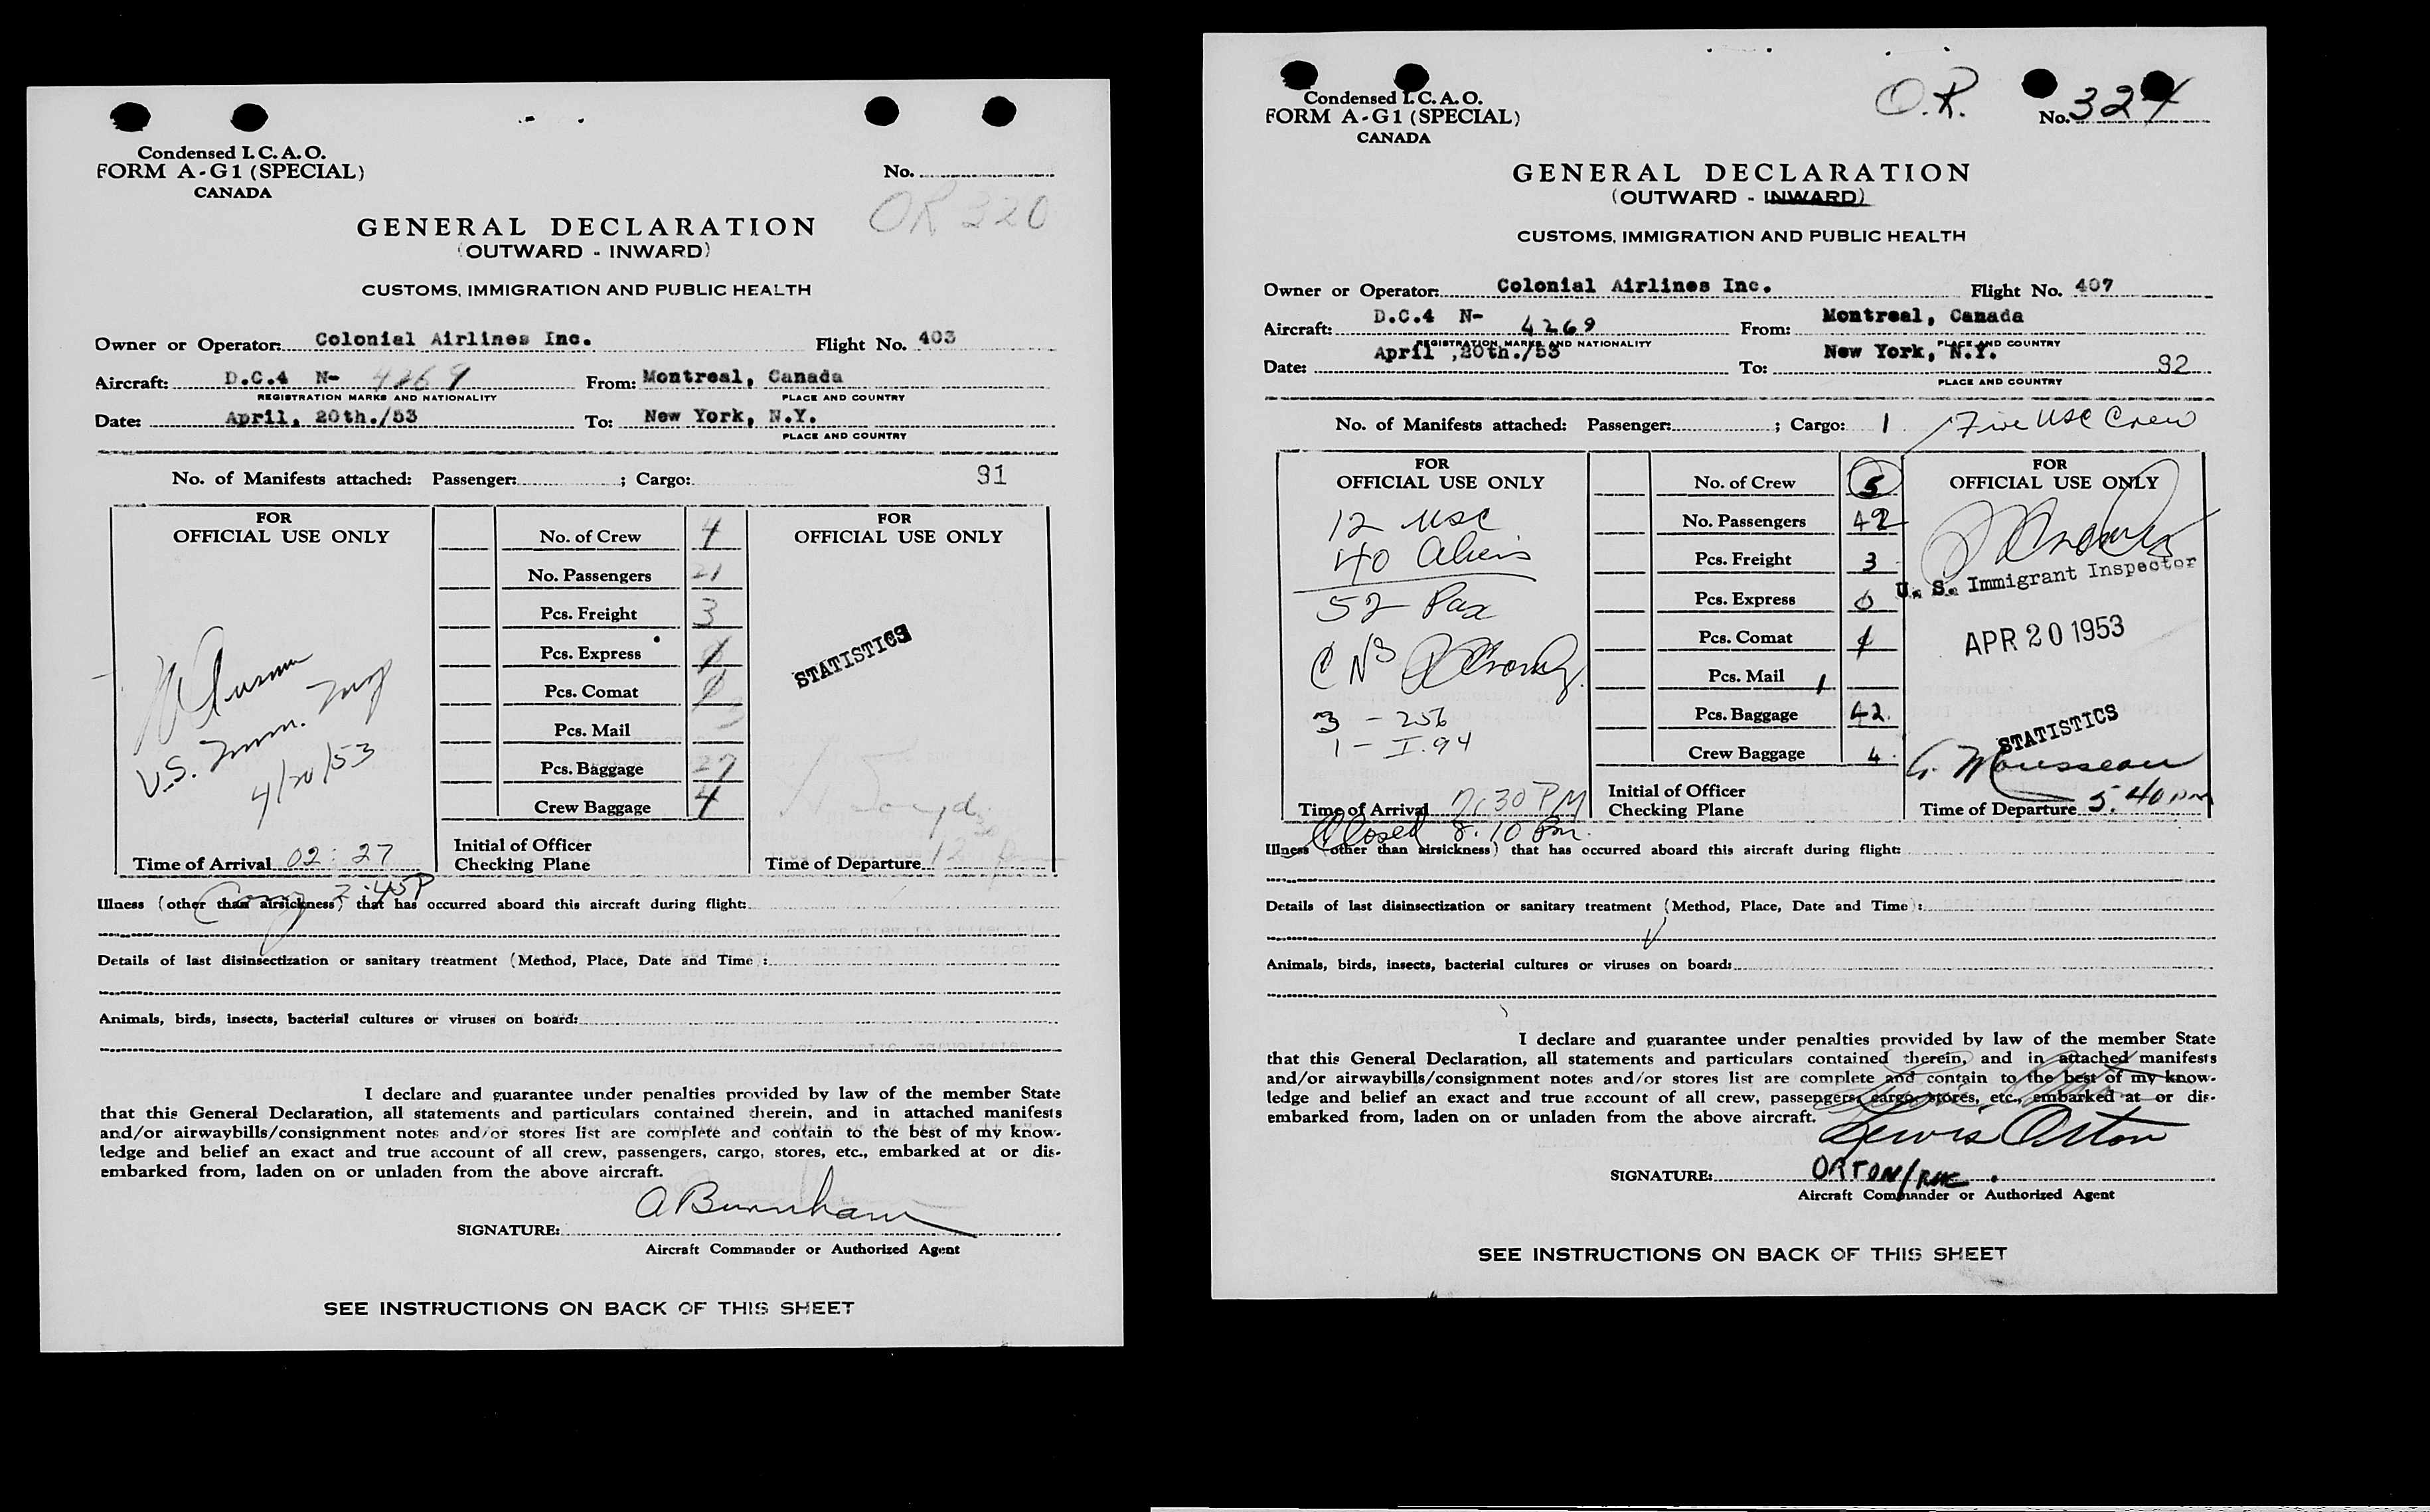 Condensed I. C. A. O.
FORM A-G1 (SPECIAL)
CANADA
No.
OR 320
GENERAL DECLARATION
(OUTWARD - INWARD)
CUSTOMS, IMMIGRATION AND PUBLIC HEALTH
Owner or Operator: Colonial Airlines Inc. Flight No. 403
Aircraft: D.C.4 N- 4269 From: Montreal, Canada
REGISTRATION MARKS AND NATIONALITY PLACE AND COUNTRY
Date: April, 20th./53 To: New York, N.Y.
PLACE AND COUNTRY
No. of Manifests attached: Passenger: ; Cargo: 91
FOR
OFFICIAL USE ONLY
U.S. Imm.
4/20/53
Time of Arrival 02:27
2:45P
No. of Crew 4
No. Passengers 21
Pcs. Freight 3
Pcs. Express
Pcs. Comat
Pcs. Mail
Pcs. Baggage 27
Crew Baggage 4
Initial of Officer
Checking Plane
FOR
OFFICIAL USE ONLY
STATISTICS
Time of Departure 12
Illness (other than airsickness) that has occurred aboard this aircraft during flight:
Details of last disinsectization or sanitary treatment (Method, Place, Date and Time):
Animals, birds, insects, bacterial cultures or viruses on board:
I declare and guarantee under penalties provided by law of the member State
that this General Declaration, all statements and particulars contained therein, and in attached manifests
and/or airwaybills/consignment notes and/or stores list are complete and contain to the best of my know-
ledge and belief an exact and true account of all crew, passengers, cargo, stores, etc., embarked at or dis-
embarked from, laden on or unladen from the above aircraft.
SIGNATURE: A Burnham
Aircraft Commander or Authorized Agent
SEE INSTRUCTIONS ON BACK OF THIS SHEET
Condensed I. C. A. O.
FORM A-G1 (SPECIAL)
CANADA
O.R. No. 324
GENERAL DECLARATION
(OUTWARD - INWARD)
CUSTOMS, IMMIGRATION AND PUBLIC HEALTH
Owner or Operator: Colonial Airlines Inc. Flight No. 407
Aircraft: D.C.4 N- 4269 From: Montreal, Canada
REGISTRATION MARKS AND NATIONALITY PLACE AND COUNTRY
Date: April ,20th./53 To: New York, N.Y. 92
PLACE AND COUNTRY
No. of Manifests attached: Passenger: ; Cargo: 1 Five USC Crew
FOR
OFFICIAL USE ONLY
12 USC
40 Aliens
52 Pax
3 - 256
1 - I.94
Time of Arrival 7:30 PM
Closed 8:10 Pm.
No. of Crew 5
No. Passengers 42
Pcs. Freight 3
Pcs. Express 0
Pcs. Comat 1
Pcs. Mail 1
Pcs. Baggage 42.
Crew Baggage 4.
Initial of Officer
Checking Plane
FOR
OFFICIAL USE ONLY
U. S. Immigrant Inspector
APR 20 1953
STATISTICS
G. Mousseau
Time of Departure 5.40 pm
Illness (other than airsickness) that has occurred aboard this aircraft during flight:
Details of last disinsectization or sanitary treatment (Method, Place, Date and Time):
Animals, birds, insects, bacterial cultures or viruses on board:
I declare and guarantee under penalties provided by law of the member State
that this General Declaration, all statements and particulars contained therein, and in attached manifests
and/or airwaybills/consignment notes and/or stores list are complete and contain to the best of my know-
ledge and belief an exact and true account of all crew, passengers, cargo, stores, etc., embarked at or dis-
embarked from, laden on or unladen from the above aircraft.
Lewis Orton
SIGNATURE: ORTON/RMC
Aircraft Commander or Authorized Agent
SEE INSTRUCTIONS ON BACK OF THIS SHEET